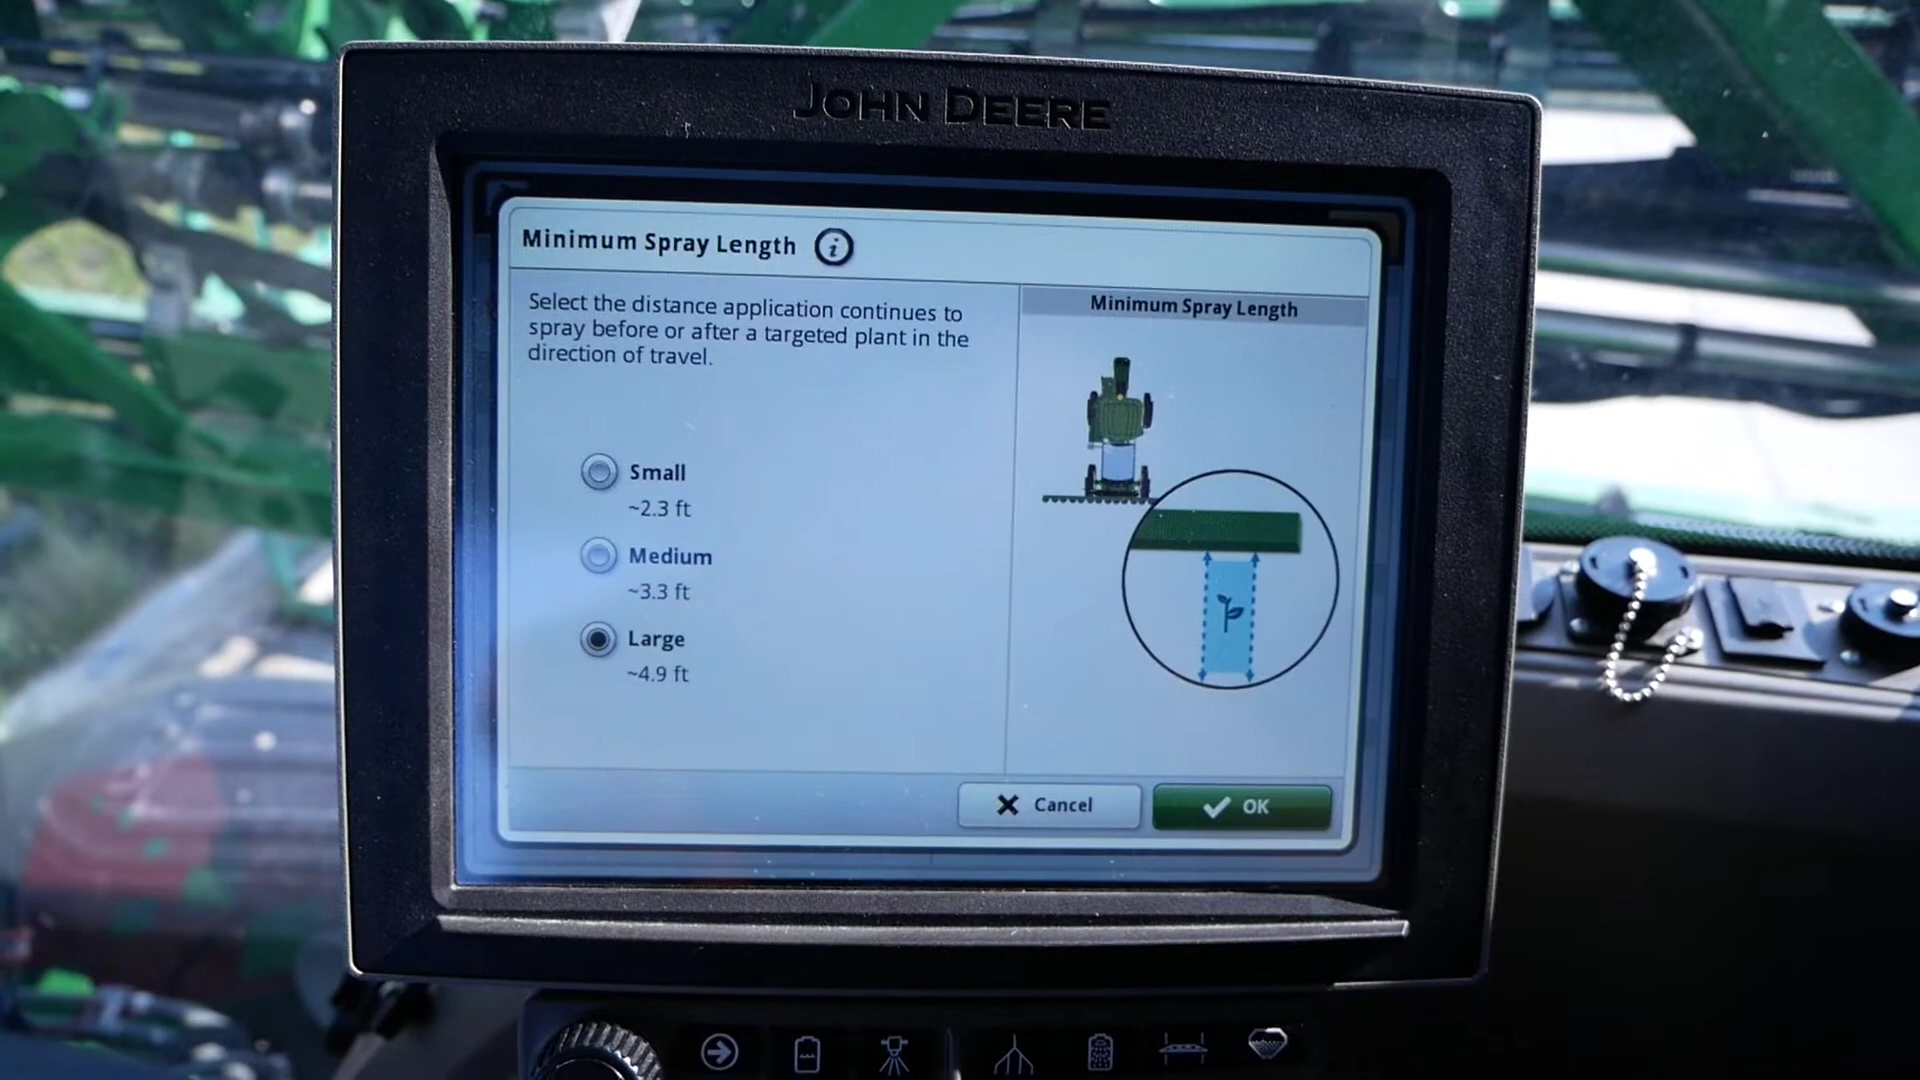 JOHN DEERE
Minimum Spray Length i
Select the distance application continues to
spray before or after a targeted plant in the
direction of travel.
Small
~2.3 ft
Medium
~3.3 ft
Large
~4.9 ft
Minimum Spray Length
Cancel
OK